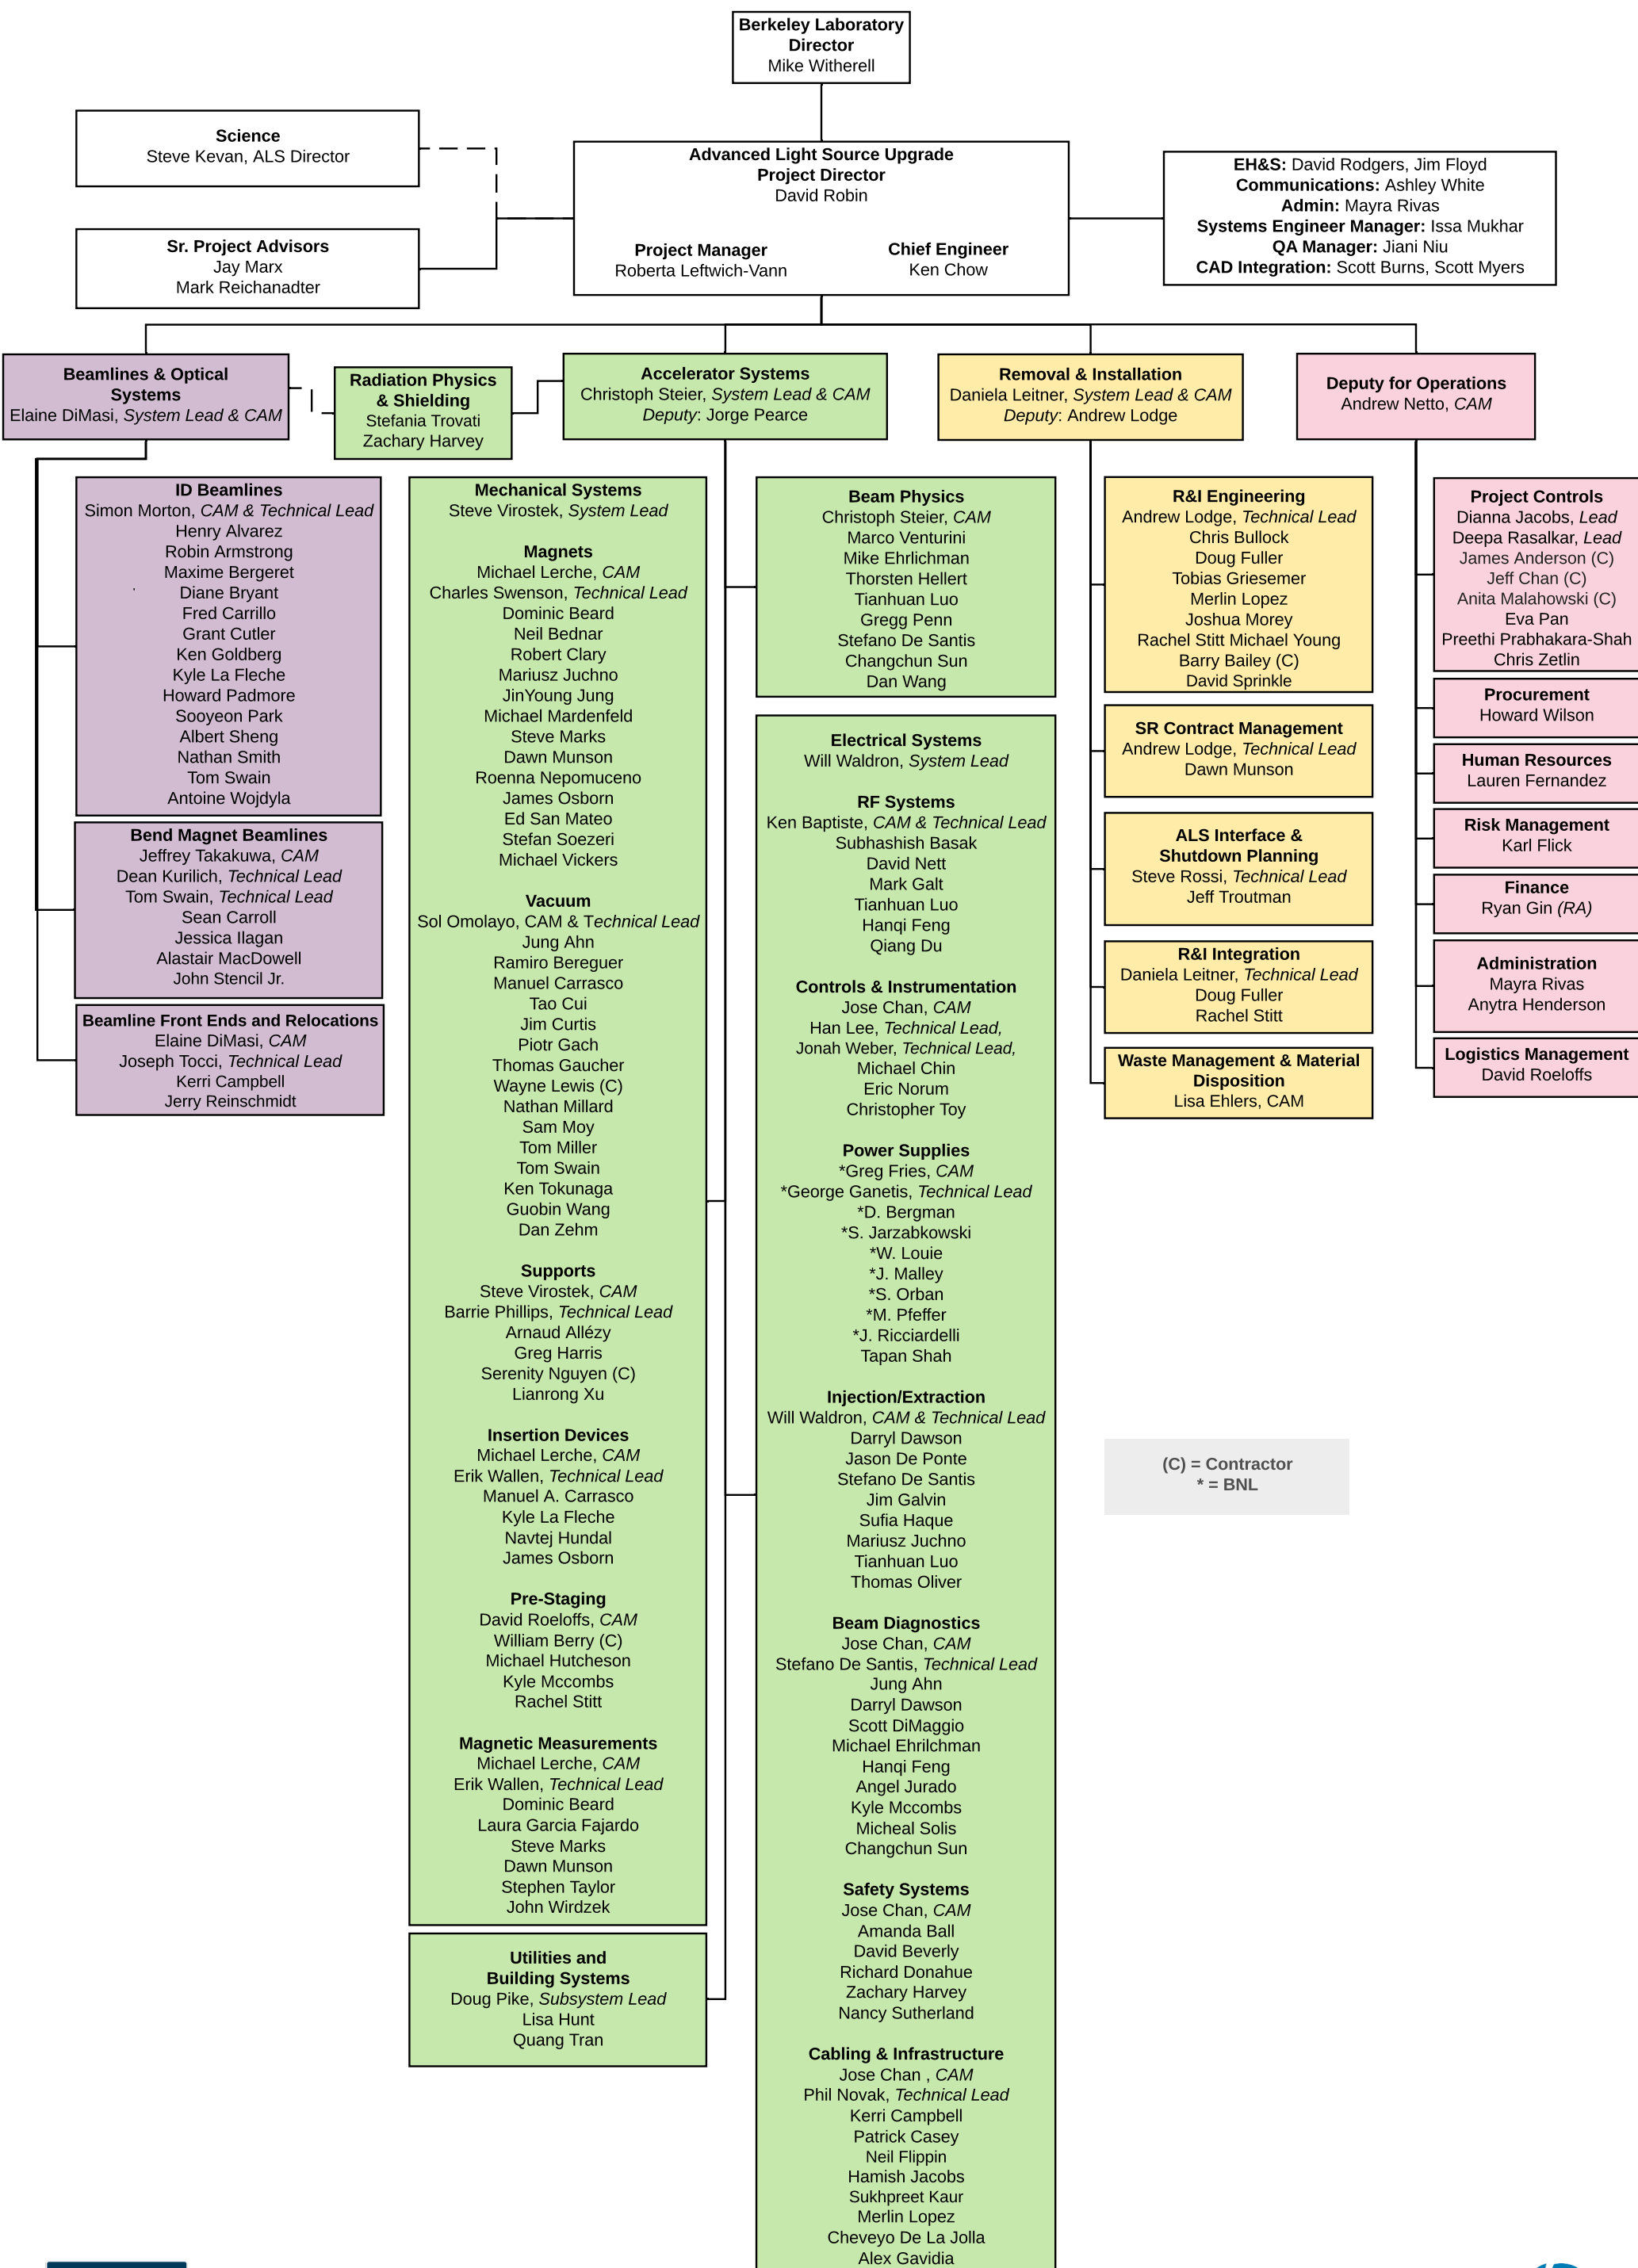 Berkeley Laboratory
Director
Mike Witherell
Science
Steve Kevan, ALS Director
Sr. Project Advisors
Jay Marx
Mark Reichanadter
Advanced Light Source Upgrade
Project Director
David Robin
Project Manager
Roberta Leftwich-Vann
Chief Engineer
Ken Chow
EH&S: David Rodgers, Jim Floyd
Communications: Ashley White
Admin: Mayra Rivas
Systems Engineer Manager: Issa Mukhar
QA Manager: Jiani Niu
CAD Integration: Scott Burns, Scott Myers
Beamlines & Optical
Systems
Elaine DiMasi, System Lead & CAM
Radiation Physics
& Shielding
Stefania Trovati
Zachary Harvey
Accelerator Systems
Christoph Steier, System Lead & CAM
Deputy: Jorge Pearce
Removal & Installation
Daniela Leitner, System Lead & CAM
Deputy: Andrew Lodge
Deputy for Operations
Andrew Netto, CAM
ID Beamlines
Simon Morton, CAM & Technical Lead
Henry Alvarez
Robin Armstrong
Maxime Bergeret
Diane Bryant
Fred Carrillo
Grant Cutler
Ken Goldberg
Kyle La Fleche
Howard Padmore
Sooyeon Park
Albert Sheng
Nathan Smith
Tom Swain
Antoine Wojdyla
Bend Magnet Beamlines
Jeffrey Takakuwa, CAM
Dean Kurilich, Technical Lead
Tom Swain, Technical Lead
Sean Carroll
Jessica Ilagan
Alastair MacDowell
John Stencil Jr.
Beamline Front Ends and Relocations
Elaine DiMasi, CAM
Joseph Tocci, Technical Lead
Kerri Campbell
Jerry Reinschmidt
Mechanical Systems
Steve Virostek, System Lead
Magnets
Michael Lerche, CAM
Charles Swenson, Technical Lead
Dominic Beard
Neil Bednar
Robert Clary
Mariusz Juchno
JinYoung Jung
Michael Mardenfeld
Steve Marks
Dawn Munson
Roenna Nepomuceno
James Osborn
Ed San Mateo
Stefan Soezeri
Michael Vickers
Vacuum
Sol Omolayo, CAM & Technical Lead
Jung Ahn
Ramiro Bereguer
Manuel Carrasco
Tao Cui
Jim Curtis
Piotr Gach
Thomas Gaucher
Wayne Lewis (C)
Nathan Millard
Sam Moy
Tom Miller
Tom Swain
Ken Tokunaga
Guobin Wang
Dan Zehm
Supports
Steve Virostek, CAM
Barrie Phillips, Technical Lead
Arnaud Allézy
Greg Harris
Serenity Nguyen (C)
Lianrong Xu
Insertion Devices
Michael Lerche, CAM
Erik Wallen, Technical Lead
Manuel A. Carrasco
Kyle La Fleche
Navtej Hundal
James Osborn
Pre-Staging
David Roeloffs, CAM
William Berry (C)
Michael Hutcheson
Kyle Mccombs
Rachel Stitt
Magnetic Measurements
Michael Lerche, CAM
Erik Wallen, Technical Lead
Dominic Beard
Laura Garcia Fajardo
Steve Marks
Dawn Munson
Stephen Taylor
John Wirdzek
Utilities and
Building Systems
Doug Pike, Subsystem Lead
Lisa Hunt
Quang Tran
Beam Physics
Christoph Steier, CAM
Marco Venturini
Mike Ehrlichman
Thorsten Hellert
Tianhuan Luo
Gregg Penn
Stefano De Santis
Changchun Sun
Dan Wang
Electrical Systems
Will Waldron, System Lead
RF Systems
Ken Baptiste, CAM & Technical Lead
Subhashish Basak
David Nett
Mark Galt
Tianhuan Luo
Hanqi Feng
Qiang Du
Controls & Instrumentation
Jose Chan, CAM
Han Lee, Technical Lead,
Jonah Weber, Technical Lead,
Michael Chin
Eric Norum
Christopher Toy
Power Supplies
*Greg Fries, CAM
*George Ganetis, Technical Lead
*D. Bergman
*S. Jarzabkowski
*W. Louie
*J. Malley
*S. Orban
*M. Pfeffer
*J. Ricciardelli
Tapan Shah
Injection/Extraction
Will Waldron, CAM & Technical Lead
Darryl Dawson
Jason De Ponte
Stefano De Santis
Jim Galvin
Sufia Haque
Mariusz Juchno
Tianhuan Luo
Thomas Oliver
Beam Diagnostics
Jose Chan, CAM
Stefano De Santis, Technical Lead
Jung Ahn
Darryl Dawson
Scott DiMaggio
Michael Ehrilchman
Hanqi Feng
Angel Jurado
Kyle Mccombs
Micheal Solis
Changchun Sun
Safety Systems
Jose Chan, CAM
Amanda Ball
David Beverly
Richard Donahue
Zachary Harvey
Nancy Sutherland
Cabling & Infrastructure
Jose Chan , CAM
Phil Novak, Technical Lead
Kerri Campbell
Patrick Casey
Neil Flippin
Hamish Jacobs
Sukhpreet Kaur
Merlin Lopez
Cheveyo De La Jolla
Alex Gavidia
R&I Engineering
Andrew Lodge, Technical Lead
Chris Bullock
Doug Fuller
Tobias Griesemer
Merlin Lopez
Joshua Morey
Rachel Stitt Michael Young
Barry Bailey (C)
David Sprinkle
SR Contract Management
Andrew Lodge, Technical Lead
Dawn Munson
ALS Interface &
Shutdown Planning
Steve Rossi, Technical Lead
Jeff Troutman
R&I Integration
Daniela Leitner, Technical Lead
Doug Fuller
Rachel Stitt
Waste Management & Material
Disposition
Lisa Ehlers, CAM
(C) = Contractor
* = BNL
Project Controls
Dianna Jacobs, Lead
Deepa Rasalkar, Lead
James Anderson (C)
Jeff Chan (C)
Anita Malahowski (C)
Eva Pan
Preethi Prabhakara-Shah
Chris Zetlin
Procurement
Howard Wilson
Human Resources
Lauren Fernandez
Risk Management
Karl Flick
Finance
Ryan Gin (RA)
Administration
Mayra Rivas
Anytra Henderson
Logistics Management
David Roeloffs